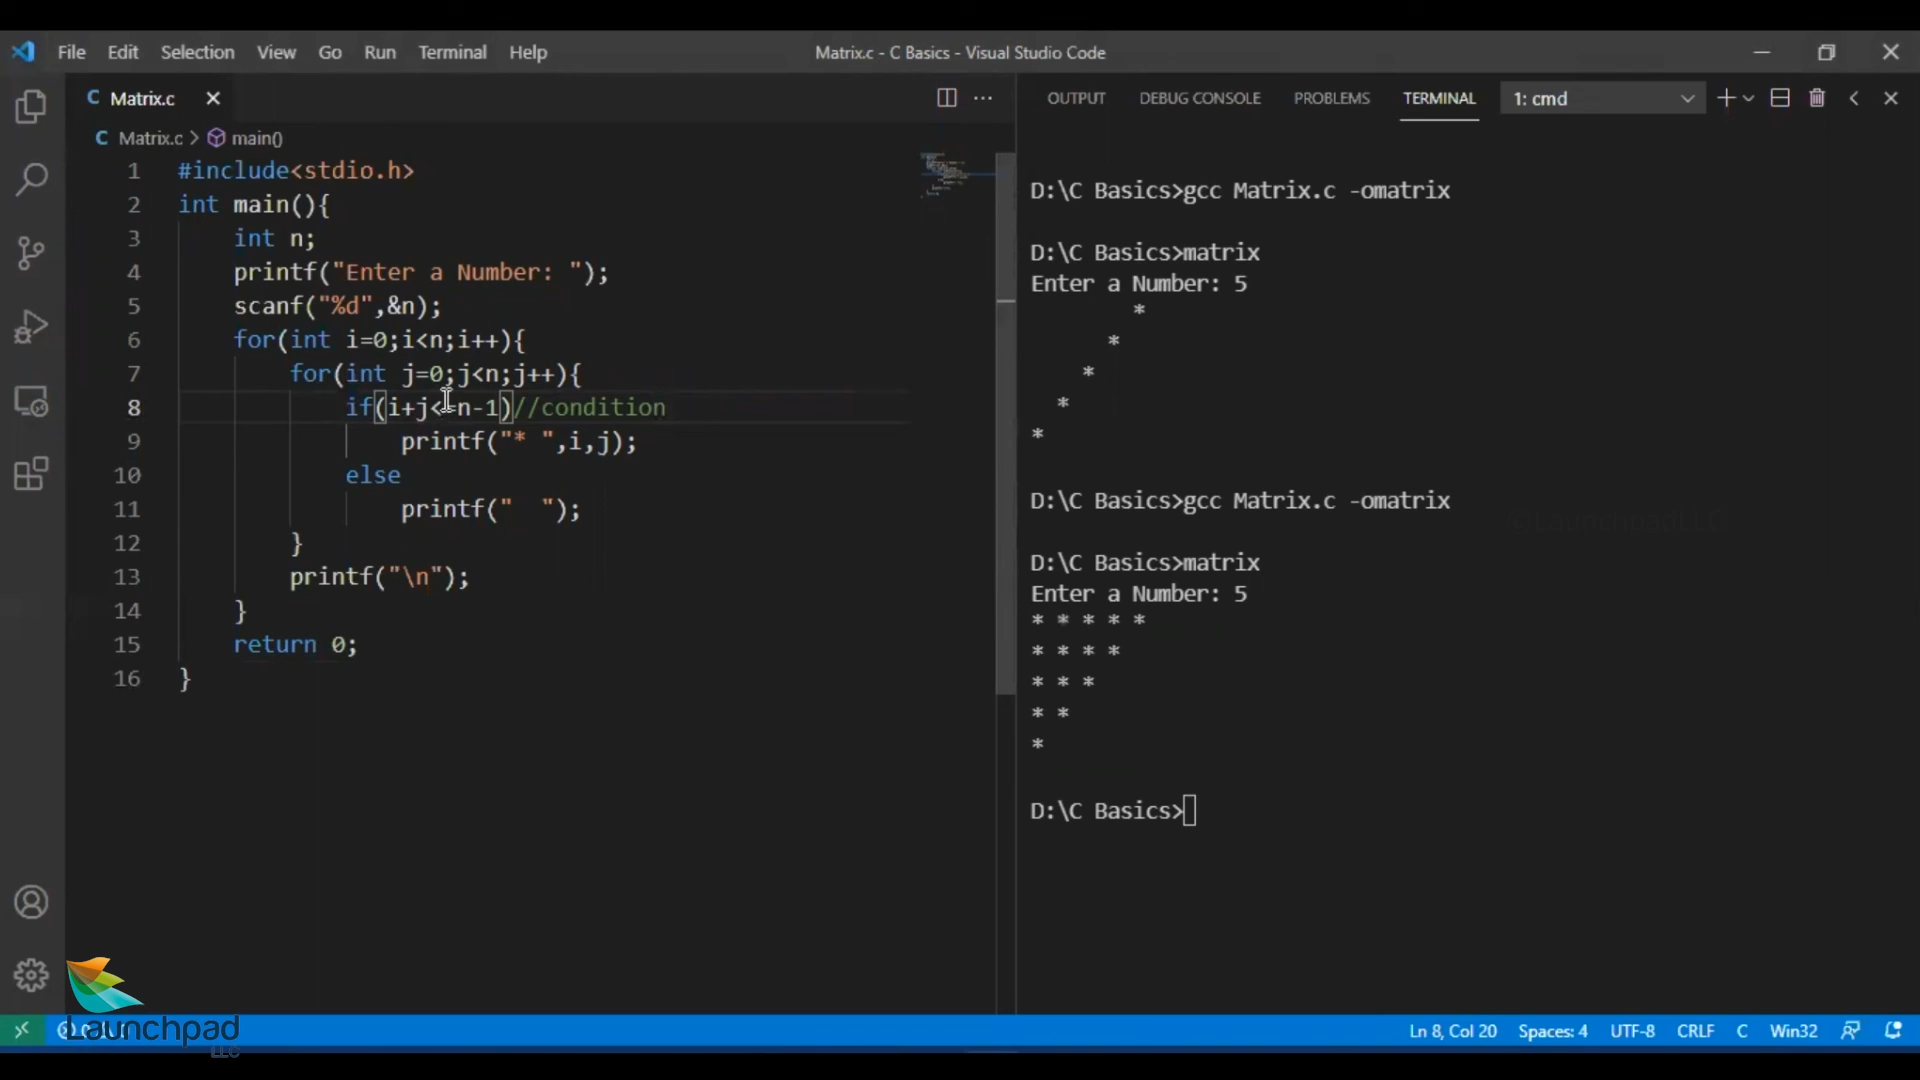 File Edit Selection View Go Run Terminal Help
Matrix.c - C Basics - Visual Studio Code
C Matrix.c
C Matrix.c > main()
1 #include<stdio.h>
2 int main(){
3 int n;
4 printf("Enter a Number: ");
5 scanf("%d",&n);
6 for(int i=0;i<n;i++){
7 for(int j=0;j<n;j++){
8 if(i+j<=n-1)//condition
9 printf("* ",i,j);
10 else
11 printf("  ");
12 }
13 printf("\n");
14 }
15 return 0;
16 }
OUTPUT DEBUG CONSOLE PROBLEMS TERMINAL 1: cmd
D:\C Basics>gcc Matrix.c -omatrix
D:\C Basics>matrix
Enter a Number: 5
        *
      *
    *
  *
*
D:\C Basics>gcc Matrix.c -omatrix
©LaunchpadLLC
D:\C Basics>matrix
Enter a Number: 5
* * * * *
* * * *
* * *
* *
*
D:\C Basics>
Launchpad
LLC
Ln 8, Col 20 Spaces: 4 UTF-8 CRLF C Win32